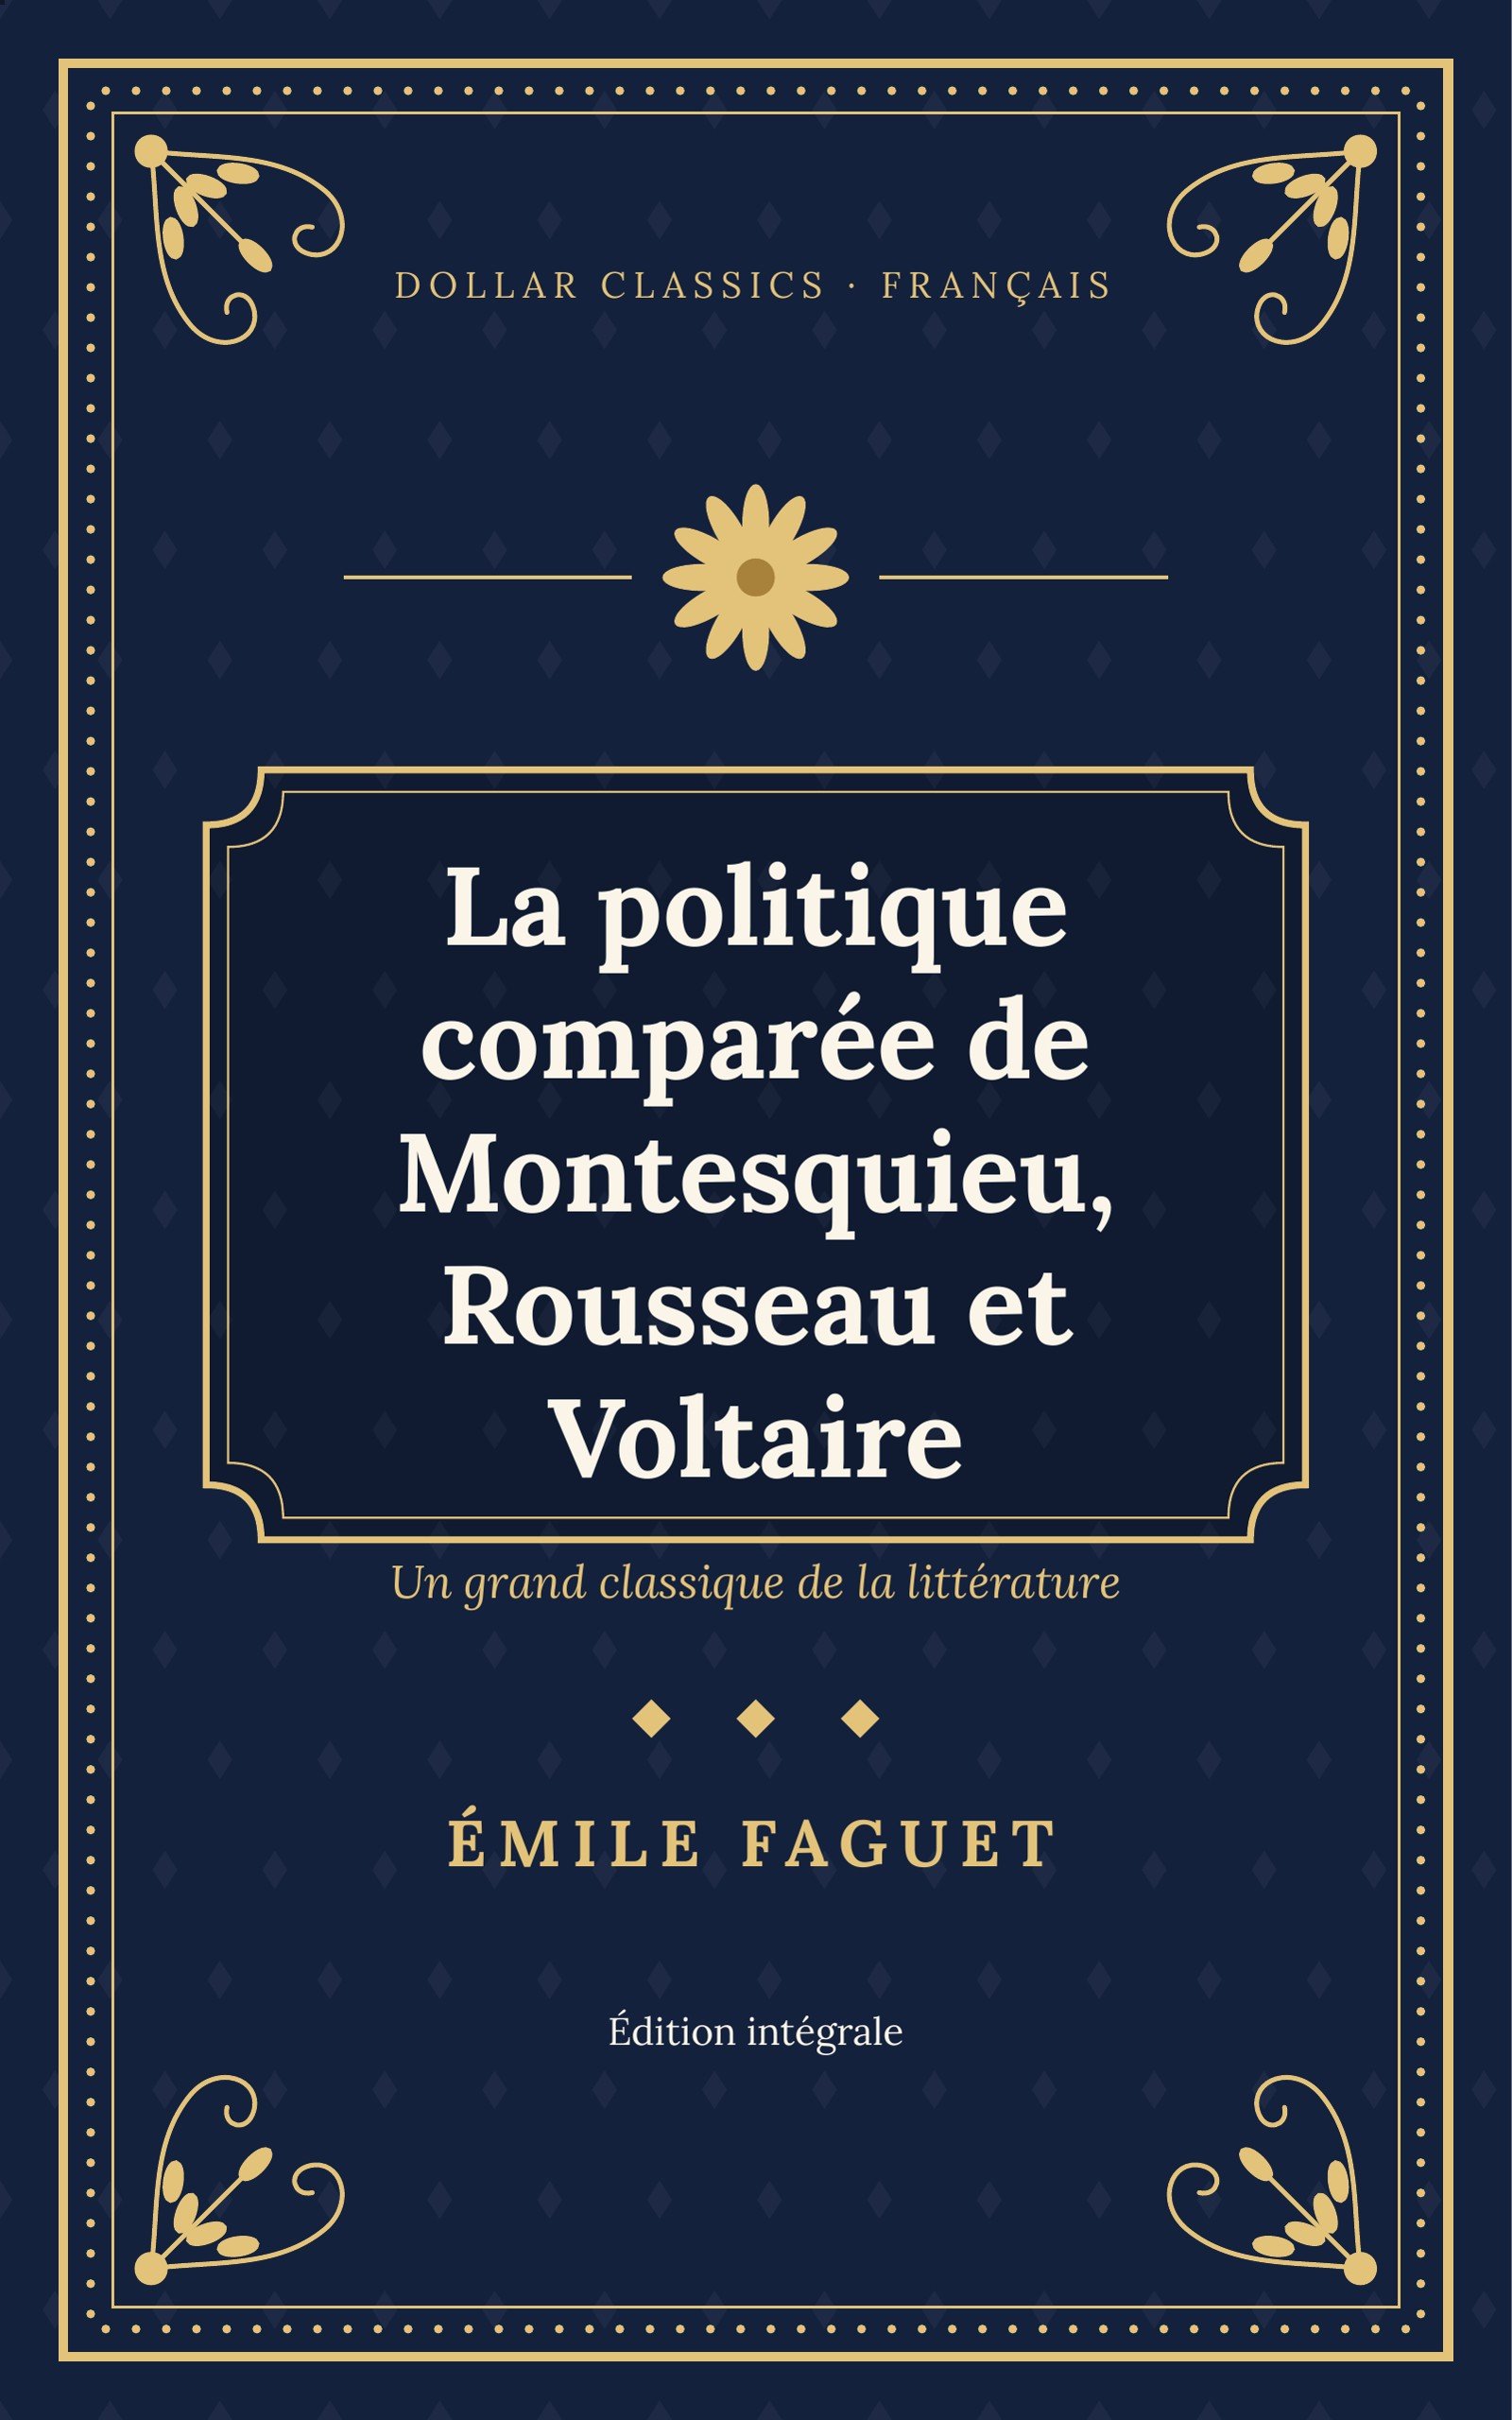 DOLLAR CLASSICS · FRANÇAIS
La politique
comparée de
Montesquieu,
Rousseau et
Voltaire
Un grand classique de la littérature
ÉMILE FAGUET
Édition intégrale